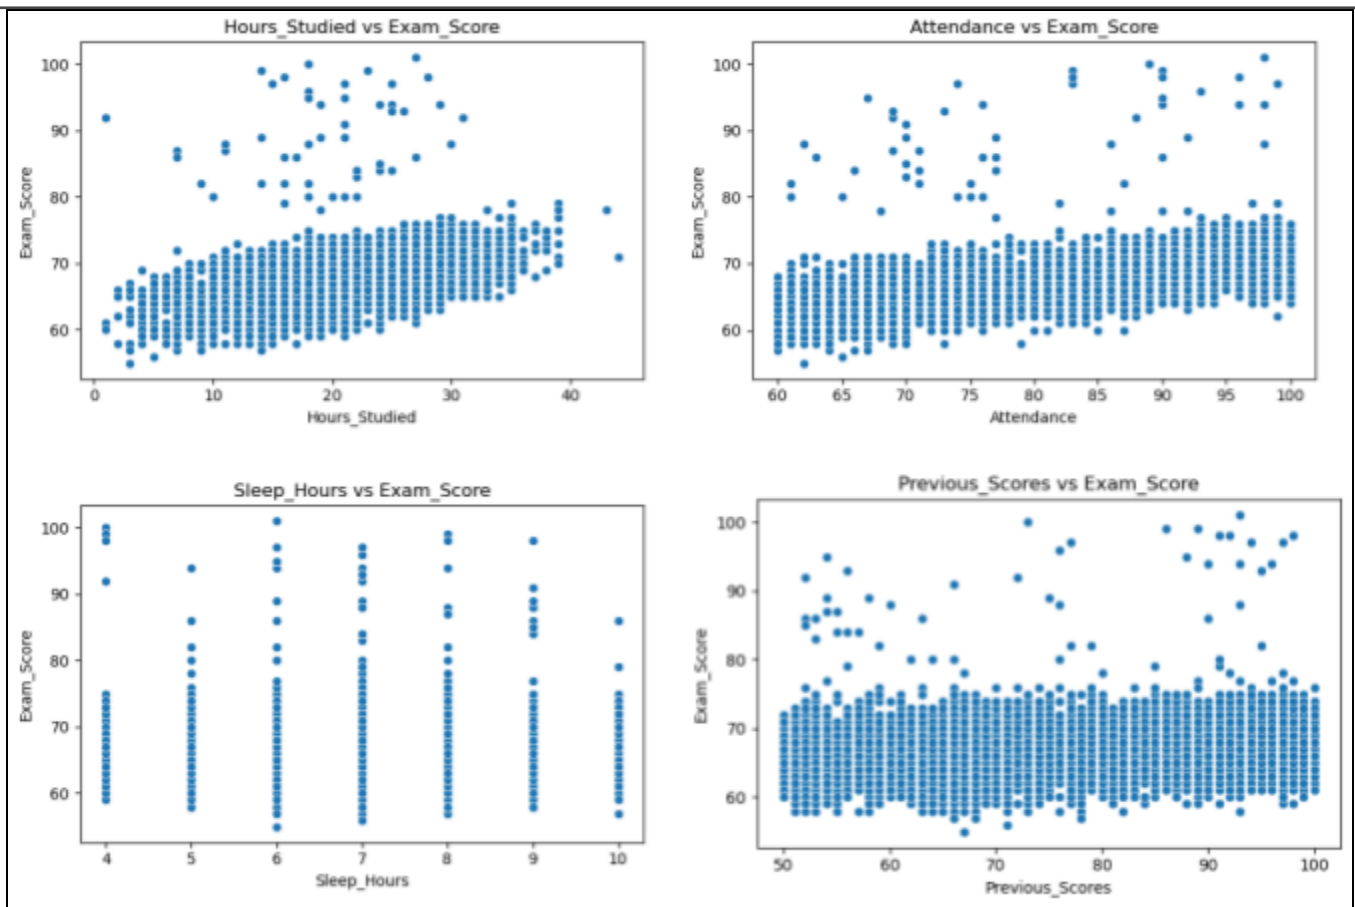 Hours_Studied vs Exam_Score
Exam_Score
100
90
80
70
60
0 10 20 30 40
Hours_Studied
Attendance vs Exam_Score
Exam_Score
100
90
80
70
60
60 65 70 75 80 85 90 95 100
Attendance
Sleep_Hours vs Exam_Score
Exam_Score
100
90
80
70
60
4 5 6 7 8 9 10
Sleep_Hours
Previous_Scores vs Exam_Score
Exam_Score
100
90
80
70
60
50 60 70 80 90 100
Previous_Scores